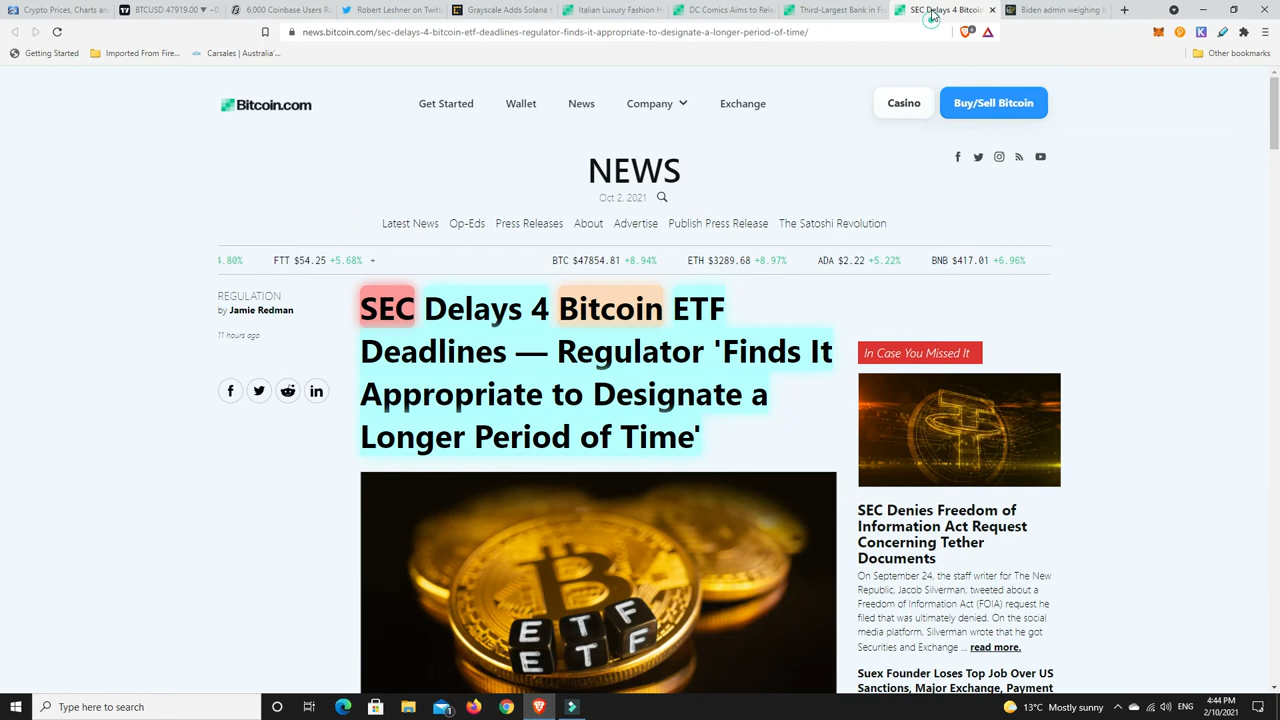 Crypto Prices, Charts and
BTCUSD 47919.00 ▼ −0.
6,000 Coinbase Users R
Robert Leshner on Twitt
Grayscale Adds Solana
Italian Luxury Fashion H
DC Comics Aims to Rele
Third-Largest Bank in Fr
SEC Delays 4 Bitcoin
Biden admin weighing b
news.bitcoin.com/sec-delays-4-bitcoin-etf-deadlines-regulator-finds-it-appropriate-to-designate-a-longer-period-of-time/
Getting Started
Imported From Fire...
Carsales | Australia'...
Other bookmarks
Bitcoin.com
Get Started
Wallet
News
Company
Exchange
Casino
Buy/Sell Bitcoin
NEWS
Oct 2, 2021
Latest News
Op-Eds
Press Releases
About
Advertise
Publish Press Release
The Satoshi Revolution
.80% FTT $54.25 +5.68% BTC $47854.81 +8.94% ETH $3289.68 +8.97% ADA $2.22 +5.22% BNB $417.01 +6.96%
REGULATION
by Jamie Redman
11 hours ago
SEC Delays 4 Bitcoin ETF
Deadlines — Regulator 'Finds It
Appropriate to Designate a
Longer Period of Time'
ETF
ETF
In Case You Missed It
SEC Denies Freedom of
Information Act Request
Concerning Tether
Documents
On September 24, the staff writer for The New
Republic, Jacob Silverman, tweeted about a
Freedom of Information Act (FOIA) request he
filed that was ultimately denied. On the social
media platform, Silverman wrote that he got
Securities and Exchange ... read more.
Suex Founder Loses Top Job Over US
Sanctions, Major Exchange, Payment
Type here to search
13°C Mostly sunny
4:44 PM
2/10/2021